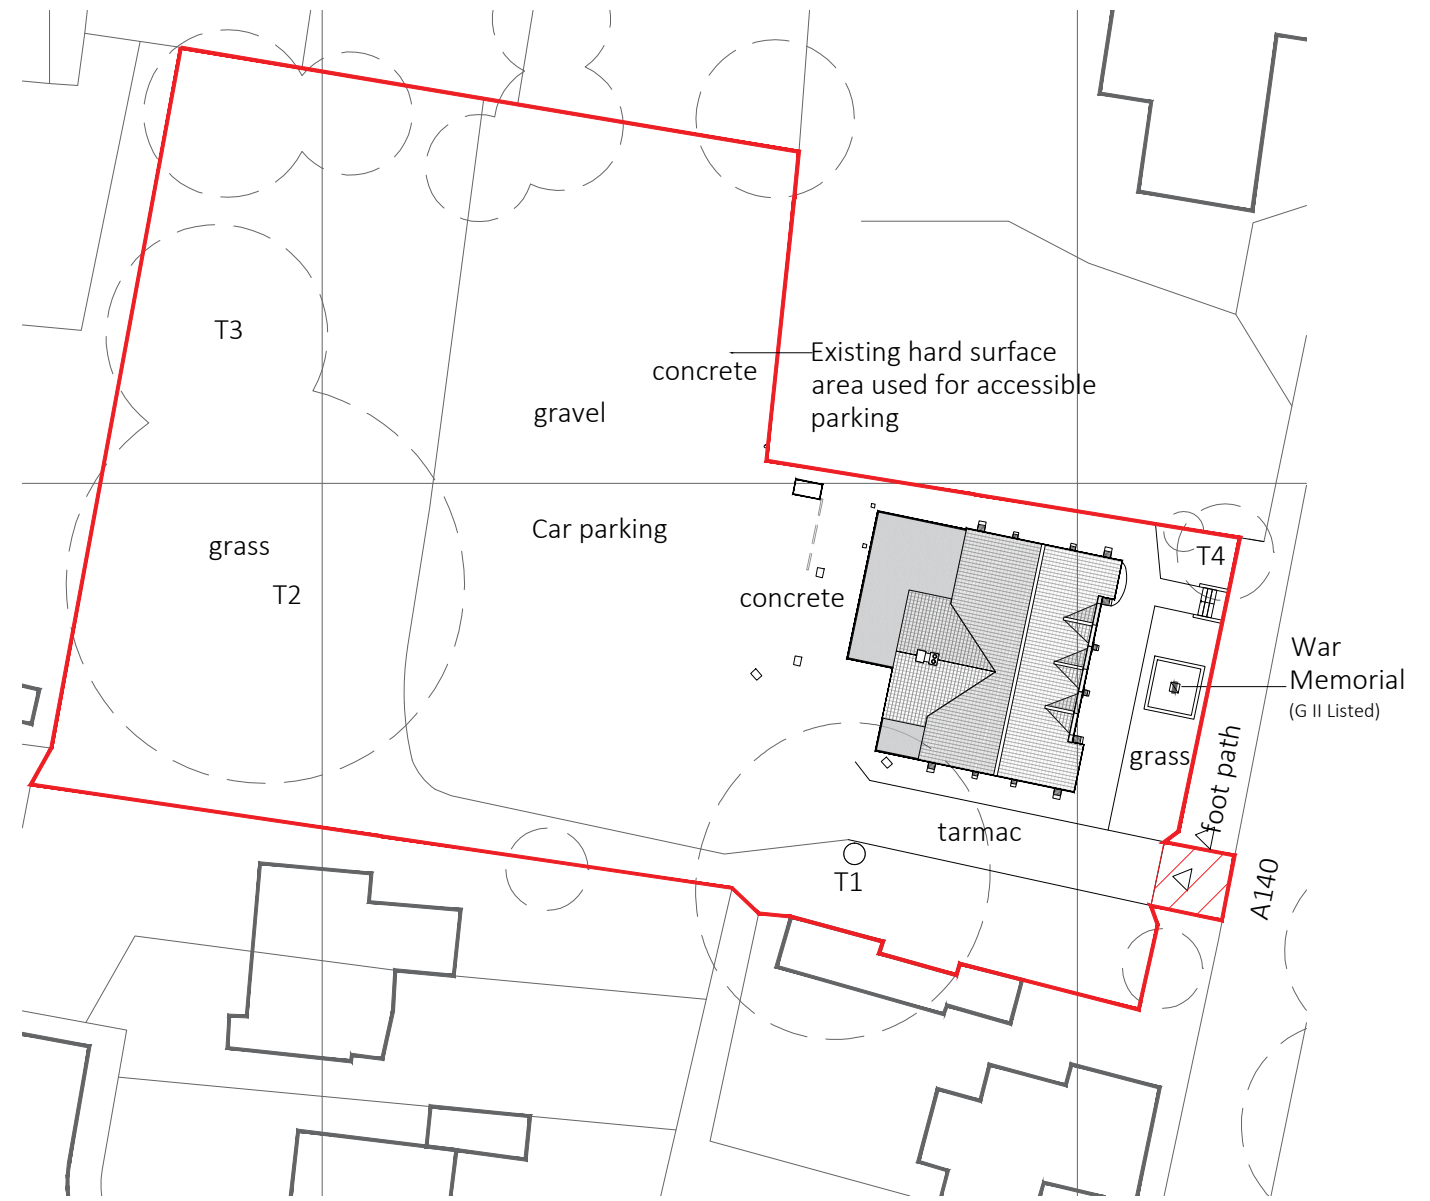 T3
Existing hard surface
area used for accessible
parking
concrete
gravel
Car parking
grass
T2
T4
concrete
War
Memorial
(G II Listed)
grass
foot path
tarmac
T1
A140